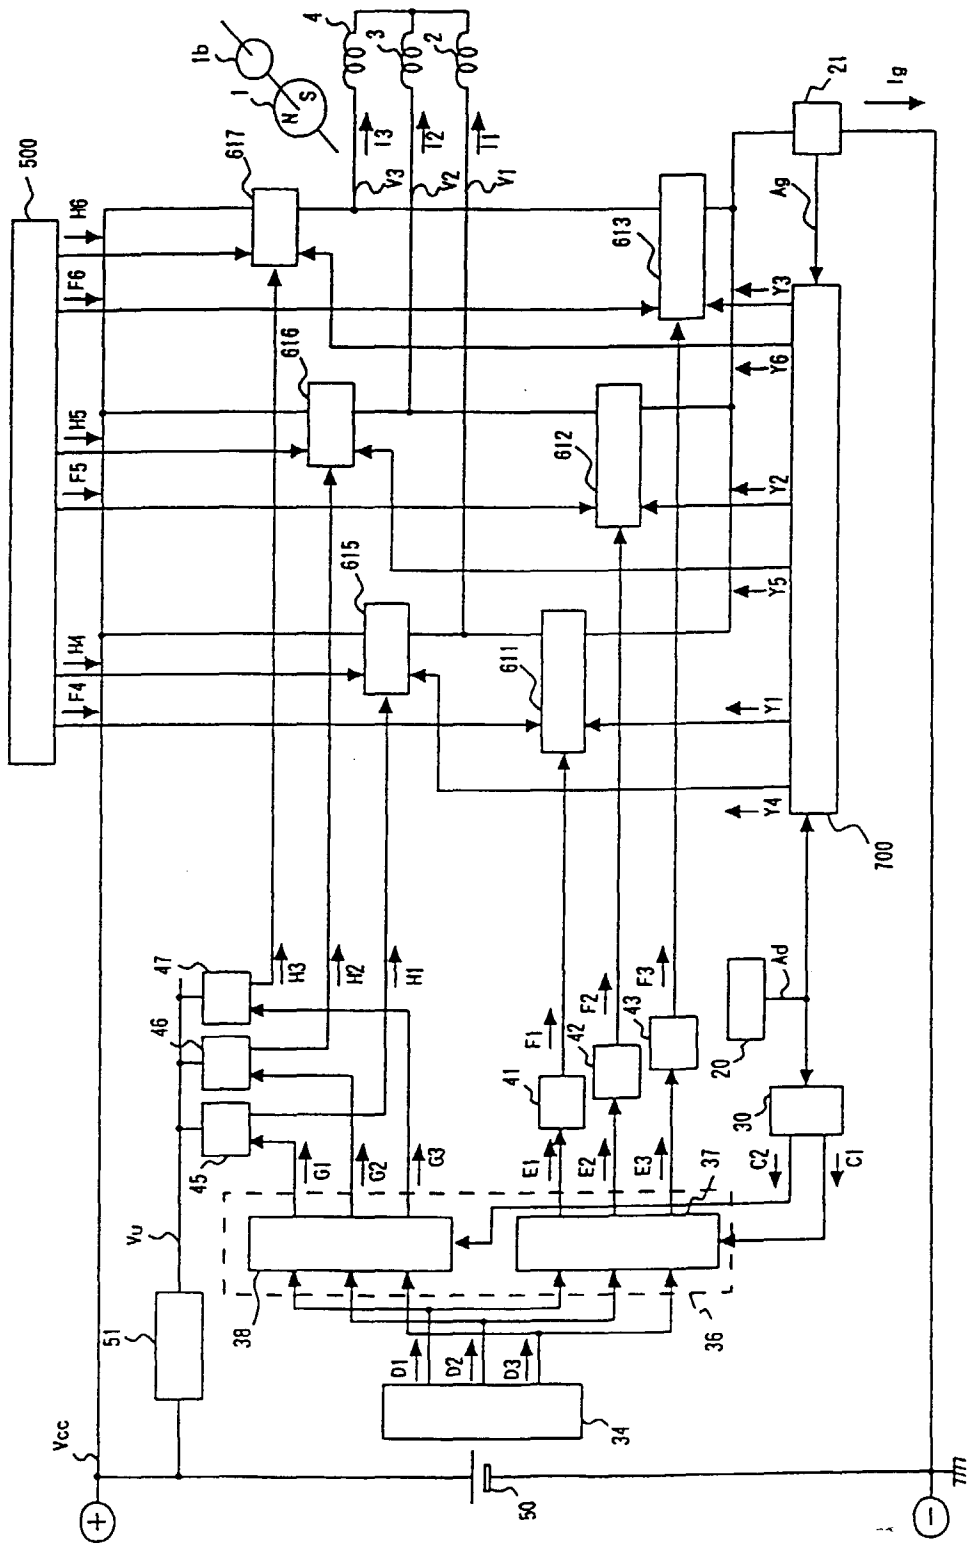 +
Vcc
51
Vu
45
46
47
H3
H2
H1
G1
G2
G3
38
36
37
D1
D2
D3
34
50
E1
E2
E3
41
42
43
F1
F2
F3
C2
C1
30
20
Ad
700
500
F4
H4
F5
H5
F6
H6
615
616
617
611
612
613
Y4
Y1
Y5
Y2
Y6
Y3
Ag
21
Ig
V3
V2
V1
I3
I2
I1
4
3
2
1
1b
N
S
−